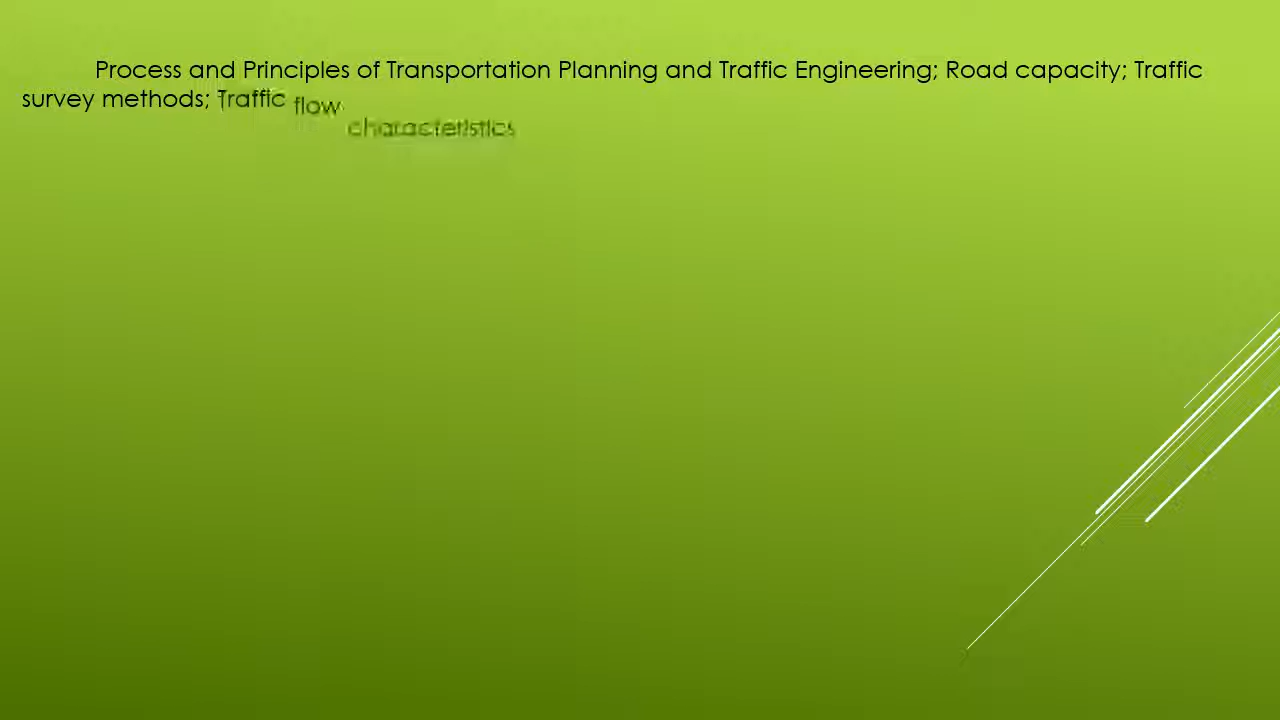 Process and Principles of Transportation Planning and Traffic Engineering; Road capacity; Traffic
survey methods; Traffic flow
characteristics